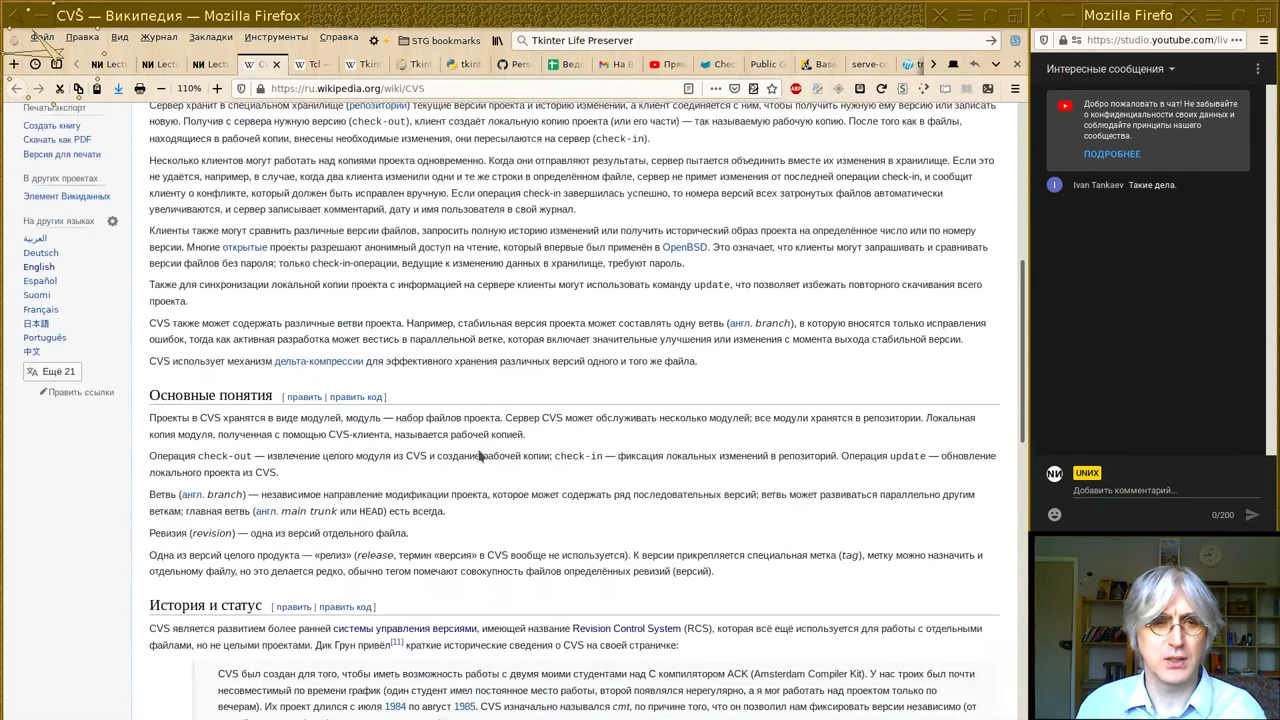 CVS — Википедия — Mozilla Firefox
Файл Правка Вид Журнал Закладки Инструменты Справка
STG bookmarks
Tkinter Life Preserver
NИ Lectu
NИ Lec
NИ Lectu
Tcl –
Tkin
Tkint
tkint
Pers
Ведо
На В
Пря
Chec
Public G
База
serve-co
110%
https://ru.wikipedia.org/wiki/CVS
Печать/экспорт
Создать книгу
Скачать как PDF
Версия для печати
В других проектах
Элемент Викиданных
На других языках
العربية
Deutsch
English
Español
Suomi
Français
日本語
Português
中文
Ещё 21
Править ссылки
Сервер хранит в специальном хранилище (репозитории) текущие версии проекта и историю изменений, а клиент соединяется с ним, чтобы получить нужную ему версию или записать
новую. Получив с сервера нужную версию (check-out), клиент создаёт локальную копию проекта (или его части) — так называемую рабочую копию. После того как в файлы,
находящиеся в рабочей копии, внесены необходимые изменения, они пересылаются на сервер (check-in).
Несколько клиентов могут работать над копиями проекта одновременно. Когда они отправляют результаты, сервер пытается объединить вместе их изменения в хранилище. Если это
не удаётся, например, в случае, когда два клиента изменили одни и те же строки в определённом файле, сервер не примет изменения от последней операции check-in, и сообщит
клиенту о конфликте, который должен быть исправлен вручную. Если операция check-in завершилась успешно, то номера версий всех затронутых файлов автоматически
увеличиваются, и сервер записывает комментарий, дату и имя пользователя в свой журнал.
Клиенты также могут сравнить различные версии файлов, запросить полную историю изменений или получить исторический образ проекта на определённое число или по номеру
версии. Многие открытые проекты разрешают анонимный доступ на чтение, который впервые был применён в OpenBSD. Это означает, что клиенты могут запрашивать и сравнивать
версии файлов без пароля; только check-in-операции, ведущие к изменению данных в хранилище, требуют пароль.
Также для синхронизации локальной копии проекта с информацией на сервере клиенты могут использовать команду update, что позволяет избежать повторного скачивания всего
проекта.
CVS также может содержать различные ветви проекта. Например, стабильная версия проекта может составлять одну ветвь (англ. branch), в которую вносятся только исправления
ошибок, тогда как активная разработка может вестись в параллельной ветке, которая включает значительные улучшения или изменения с момента выхода стабильной версии.
CVS использует механизм дельта-компрессии для эффективного хранения различных версий одного и того же файла.
Основные понятия [ править | править код ]
Проекты в CVS хранятся в виде модулей, модуль — набор файлов проекта. Сервер CVS может обслуживать несколько модулей; все модули хранятся в репозитории. Локальная
копия модуля, полученная с помощью CVS-клиента, называется рабочей копией.
Операция check-out — извлечение целого модуля из CVS и создание рабочей копии; check-in — фиксация локальных изменений в репозиторий. Операция update — обновление
локального проекта из CVS.
Ветвь (англ. branch) — независимое направление модификации проекта, которое может содержать ряд последовательных версий; ветвь может развиваться параллельно другим
веткам; главная ветвь (англ. main trunk или HEAD) есть всегда.
Ревизия (revision) — одна из версий отдельного файла.
Одна из версий целого продукта — «релиз» (release, термин «версия» в CVS вообще не используется). К версии прикрепляется специальная метка (tag), метку можно назначить и
отдельному файлу, но это делается редко, обычно тегом помечают совокупность файлов определённых ревизий (версий).
История и статус [ править | править код ]
CVS является развитием более ранней системы управления версиями, имеющей название Revision Control System (RCS), которая всё ещё используется для работы с отдельными
файлами, но не целыми проектами. Дик Грун привёл[11] краткие исторические сведения о CVS на своей страничке:
CVS был создан для того, чтобы иметь возможность работы с двумя моими студентами над C компилятором ACK (Amsterdam Compiler Kit). У нас троих был почти
несовместимый по времени график (один студент имел постоянное место работы, второй появлялся нерегулярно, а я мог работать над проектом только по
вечерам). Их проект длился с июля 1984 по август 1985. CVS изначально назывался cmt, по причине того, что он позволил нам фиксировать версии независимо (от
Mozilla Firefo
https://studio.youtube.com/liv
Интересные сообщения
Добро пожаловать в чат! Не забывайте
о конфиденциальности своих данных и
соблюдайте принципы нашего
сообщества.
ПОДРОБНЕЕ
Ivan Tankaev Такие дела.
NИ UNИX
Добавить комментарий...
0/200